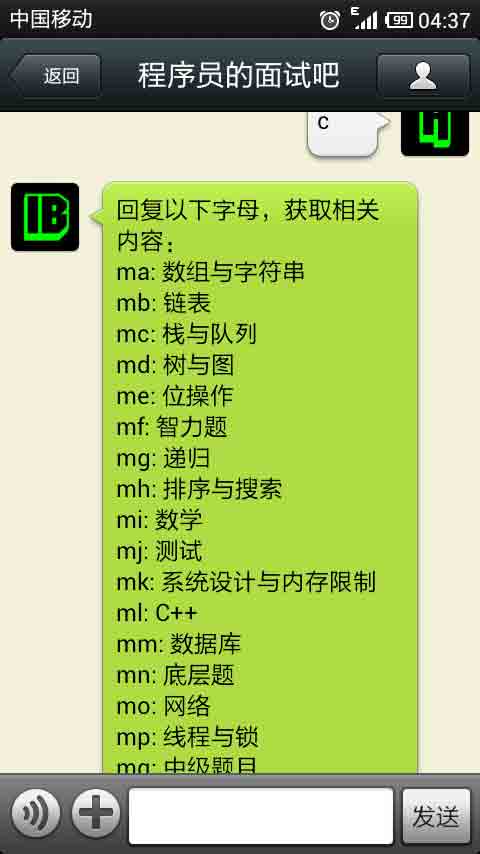 中国移动
E
99
04:37
返回
程序员的面试吧
c
回复以下字母，获取相关
内容：
ma: 数组与字符串
mb: 链表
mc: 栈与队列
md: 树与图
me: 位操作
mf: 智力题
mg: 递归
mh: 排序与搜索
mi: 数学
mj: 测试
mk: 系统设计与内存限制
ml: C++
mm: 数据库
mn: 底层题
mo: 网络
mp: 线程与锁
mq: 中级题目
发送